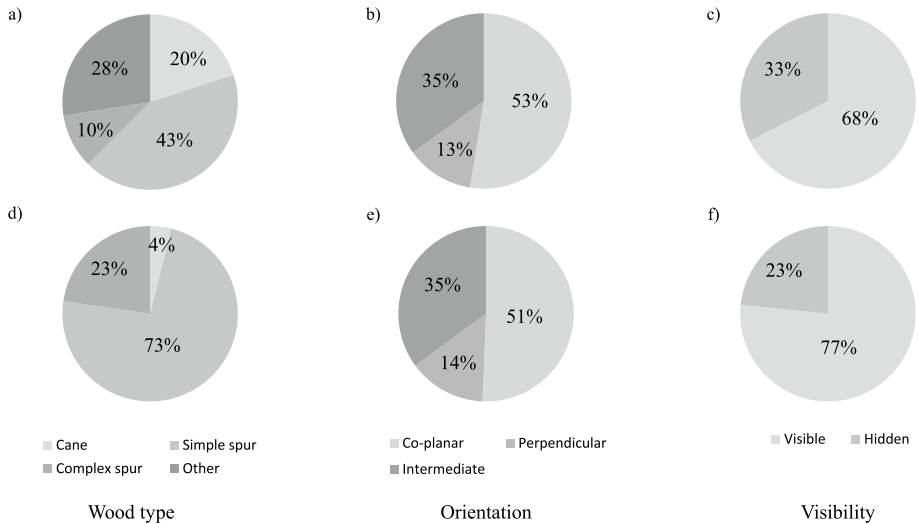 a)
b)
c)
28%
20%
10%
43%
35%
53%
13%
33%
68%
d)
e)
f)
4%
23%
73%
35%
51%
14%
23%
77%
Cane
Simple spur
Complex spur
Other
Co-planar
Perpendicular
Intermediate
Visible
Hidden
Wood type
Orientation
Visibility